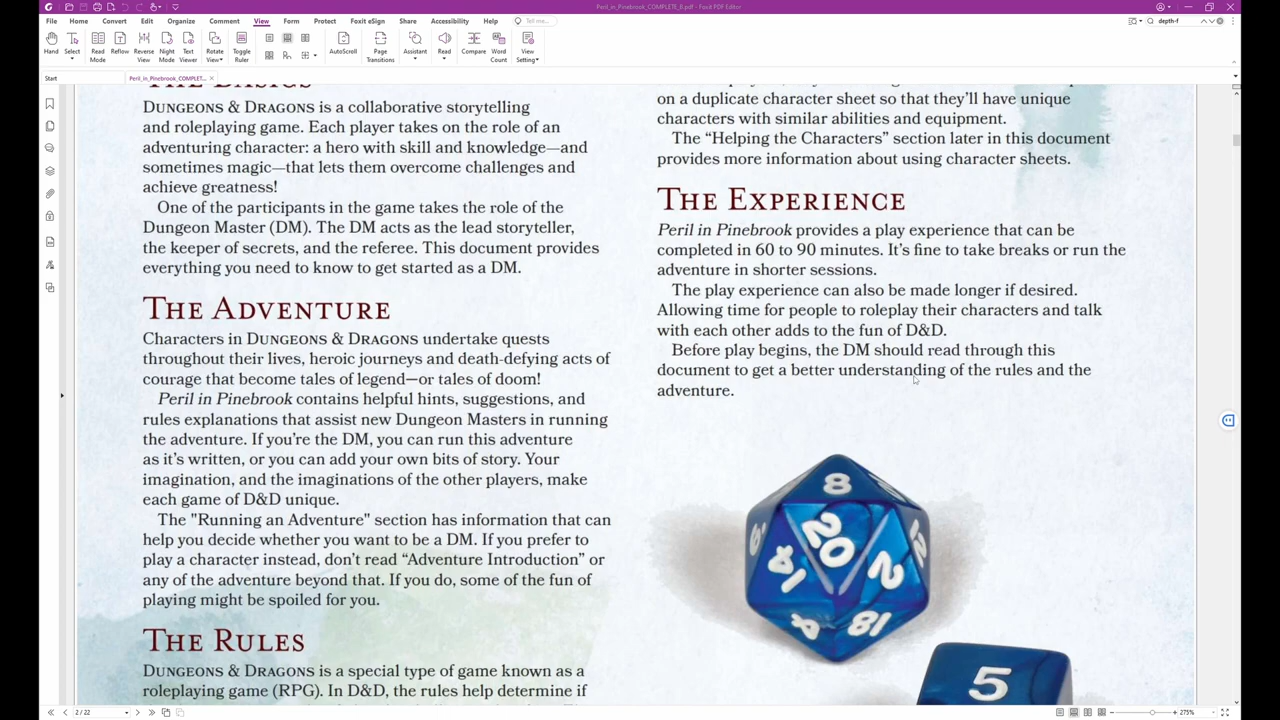 Peril_in_Pinebrook_COMPLETE_0.pdf - Foxit PDF Editor
File Home Convert Edit Organize Comment View Form Protect Foxit eSign Share Accessibility Help Tell me...
depth-f
Hand Select Read Mode Reflow Reverse View Night Mode Text Viewer Rotate View Toggle Ruler AutoScroll Page Transitions Assistant Read Compare Word Count View Setting
Start Peril_in_Pinebrook_COMPLET...
THE BASICS
DUNGEONS & DRAGONS is a collaborative storytelling
and roleplaying game. Each player takes on the role of an
adventuring character: a hero with skill and knowledge—and
sometimes magic—that lets them overcome challenges and
achieve greatness!
One of the participants in the game takes the role of the
Dungeon Master (DM). The DM acts as the lead storyteller,
the keeper of secrets, and the referee. This document provides
everything you need to know to get started as a DM.
THE ADVENTURE
Characters in DUNGEONS & DRAGONS undertake quests
throughout their lives, heroic journeys and death-defying acts of
courage that become tales of legend—or tales of doom!
Peril in Pinebrook contains helpful hints, suggestions, and
rules explanations that assist new Dungeon Masters in running
the adventure. If you're the DM, you can run this adventure
as it's written, or you can add your own bits of story. Your
imagination, and the imaginations of the other players, make
each game of D&D unique.
The "Running an Adventure" section has information that can
help you decide whether you want to be a DM. If you prefer to
play a character instead, don't read “Adventure Introduction” or
any of the adventure beyond that. If you do, some of the fun of
playing might be spoiled for you.
THE RULES
DUNGEONS & DRAGONS is a special type of game known as a
roleplaying game (RPG). In D&D, the rules help determine if
on a duplicate character sheet so that they'll have unique
characters with similar abilities and equipment.
The “Helping the Characters” section later in this document
provides more information about using character sheets.
THE EXPERIENCE
Peril in Pinebrook provides a play experience that can be
completed in 60 to 90 minutes. It's fine to take breaks or run the
adventure in shorter sessions.
The play experience can also be made longer if desired.
Allowing time for people to roleplay their characters and talk
with each other adds to the fun of D&D.
Before play begins, the DM should read through this
document to get a better understanding of the rules and the
adventure.
8
20
14
2
4
18
5
2 / 22
275%